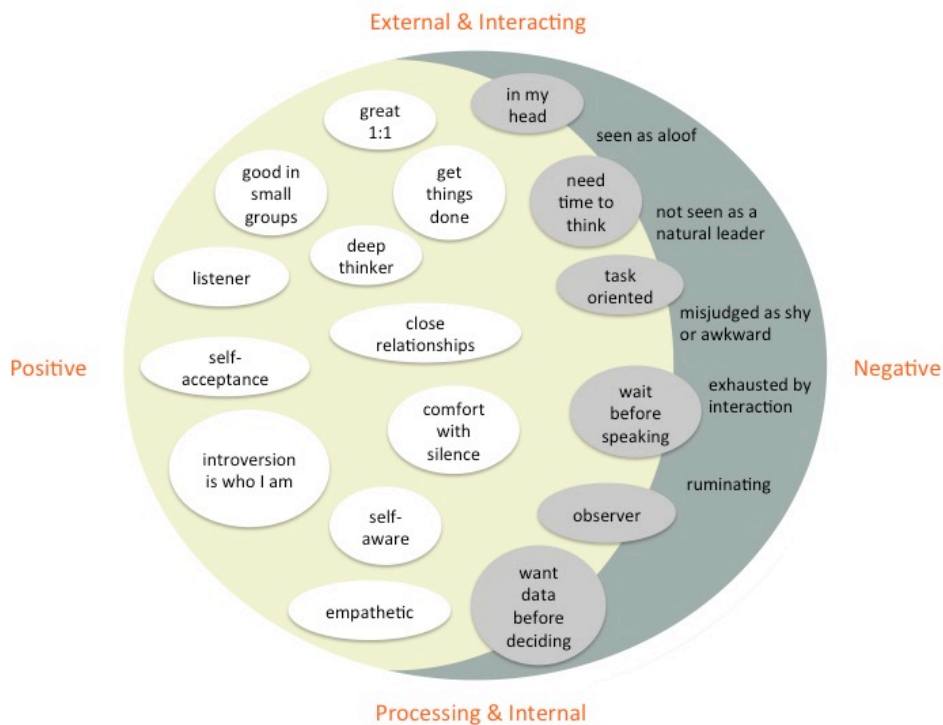 External & Interacting
in my
head
great
1:1
seen as aloof
good in
small
groups
get
things
done
need
time to
think
not seen as a
natural leader
deep
thinker
listener
task
oriented
misjudged as shy
or awkward
close
relationships
Positive
self-
acceptance
Negative
exhausted by
interaction
wait
before
speaking
comfort
with
silence
introversion
is who I am
ruminating
self-
aware
observer
want
data
before
deciding
empathetic
Processing & Internal